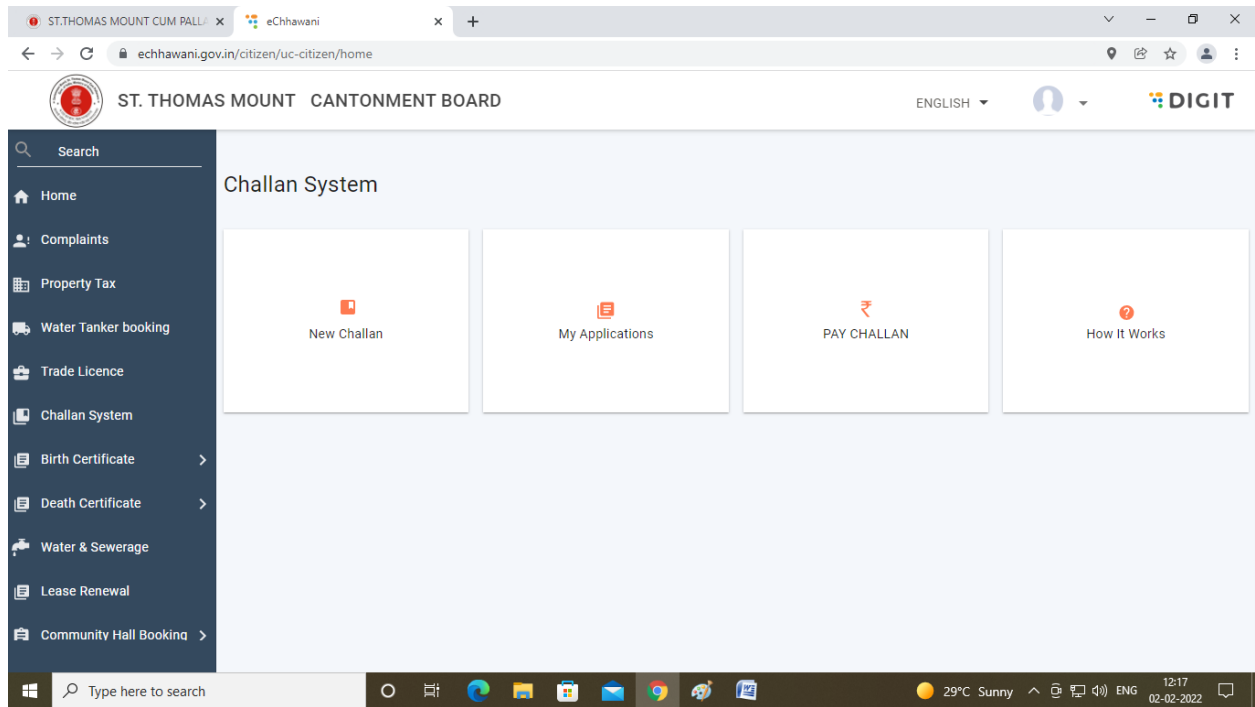 ST.THOMAS MOUNT CUM PALLA
eChhawani
echhawani.gov.in/citizen/uc-citizen/home
ST. THOMAS MOUNT CANTONMENT BOARD
ENGLISH
DIGIT
Search
Home
Complaints
Property Tax
Water Tanker booking
Trade Licence
Challan System
Birth Certificate
Death Certificate
Water & Sewerage
Lease Renewal
Community Hall Booking
Challan System
New Challan
My Applications
₹
PAY CHALLAN
?
How It Works
Type here to search
29°C Sunny
ENG
12:17
02-02-2022